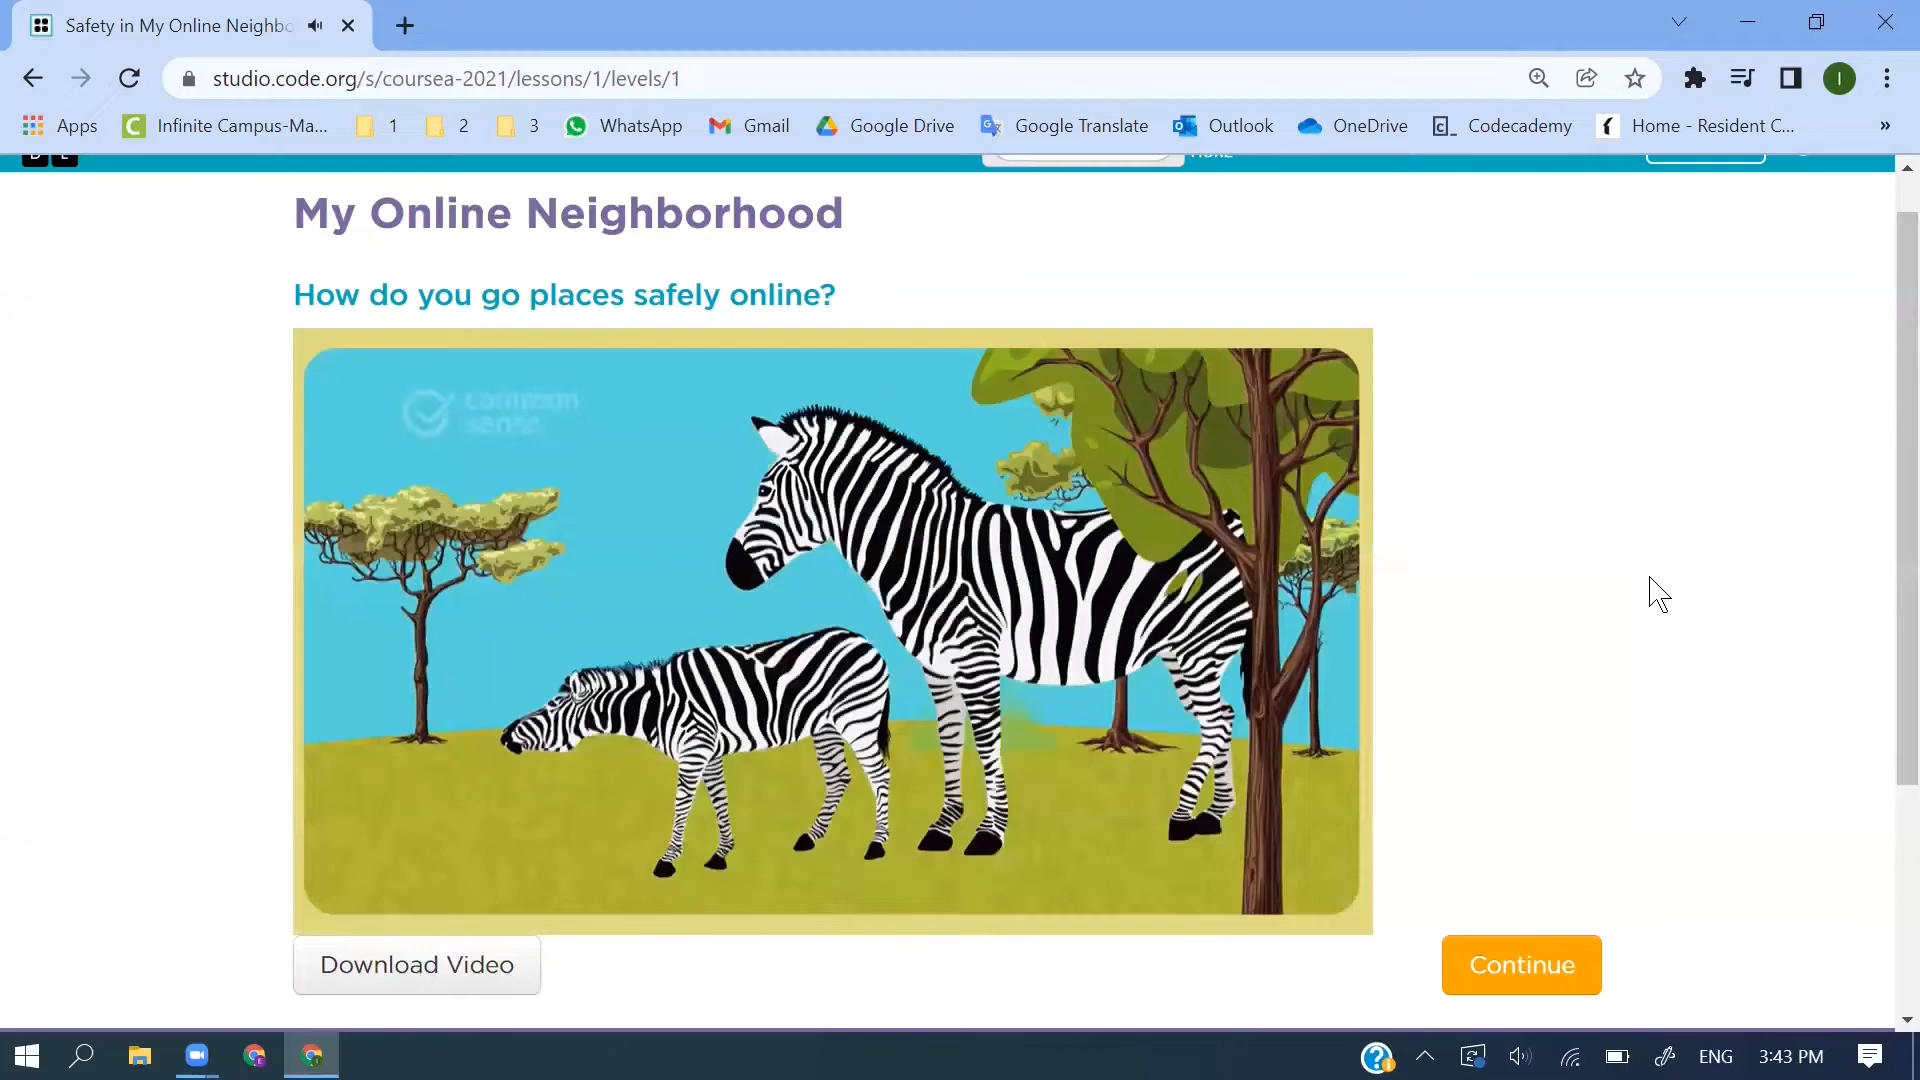 Safety in My Online Neighbo
studio.code.org/s/coursea-2021/lessons/1/levels/1
I
Apps
Infinite Campus-Ma...
1
2
3
WhatsApp
Gmail
Google Drive
Google Translate
Outlook
OneDrive
Codecademy
Home - Resident C...
»
My Online Neighborhood
How do you go places safely online?
common
sense
Download Video
Continue
ENG
3:43 PM